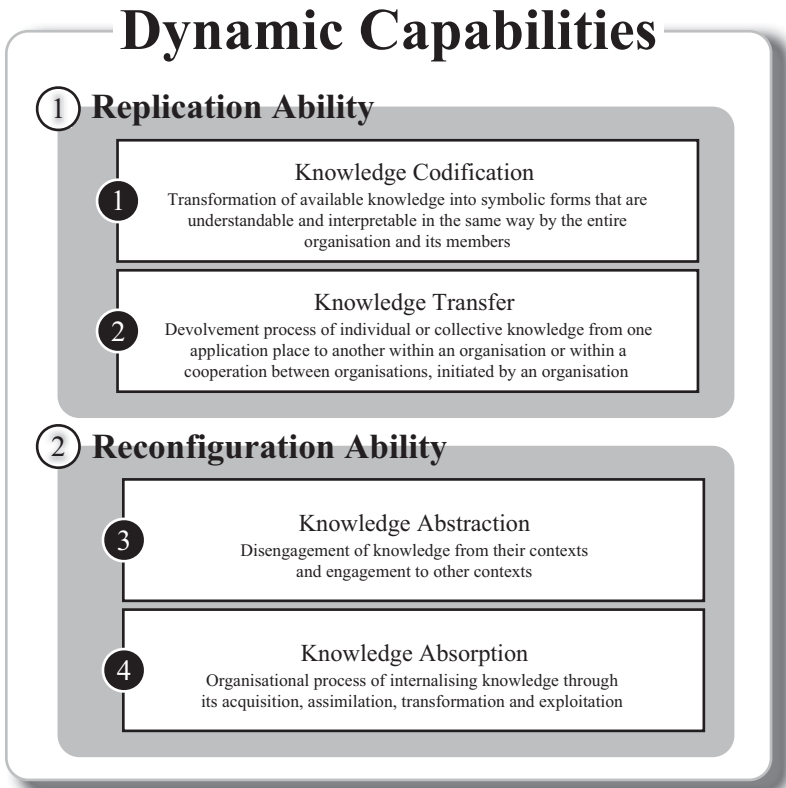 Dynamic Capabilities
1 Replication Ability
1
Knowledge Codification
Transformation of available knowledge into symbolic forms that are
understandable and interpretable in the same way by the entire
organisation and its members
2
Knowledge Transfer
Devolvement process of individual or collective knowledge from one
application place to another within an organisation or within a
cooperation between organisations, initiated by an organisation
2 Reconfiguration Ability
3
Knowledge Abstraction
Disengagement of knowledge from their contexts
and engagement to other contexts
4
Knowledge Absorption
Organisational process of internalising knowledge through
its acquisition, assimilation, transformation and exploitation